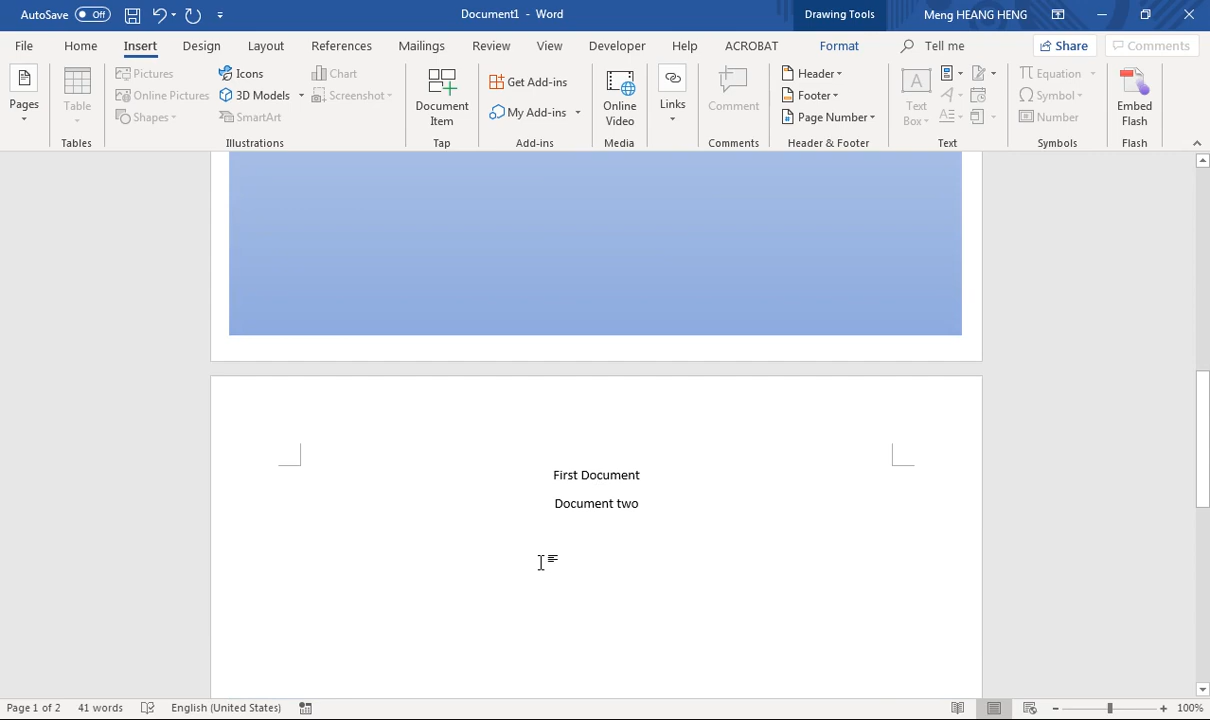 AutoSave Off Document1 - Word Drawing Tools Meng HEANG HENG
File Home Insert Design Layout References Mailings Review View Developer Help ACROBAT Format Tell me Share Comments
Pages
Table
Tables
Pictures
Online Pictures
Shapes
Icons
3D Models
SmartArt
Chart
Screenshot
Illustrations
Document
Item
Tap
Get Add-ins
My Add-ins
Add-ins
Online
Video
Media
Links
Comment
Comments
Header
Footer
Page Number
Header & Footer
Text
Box
Text
Equation
Symbol
Number
Symbols
Embed
Flash
Flash
First Document
Document two
Page 1 of 2 41 words English (United States) 100%